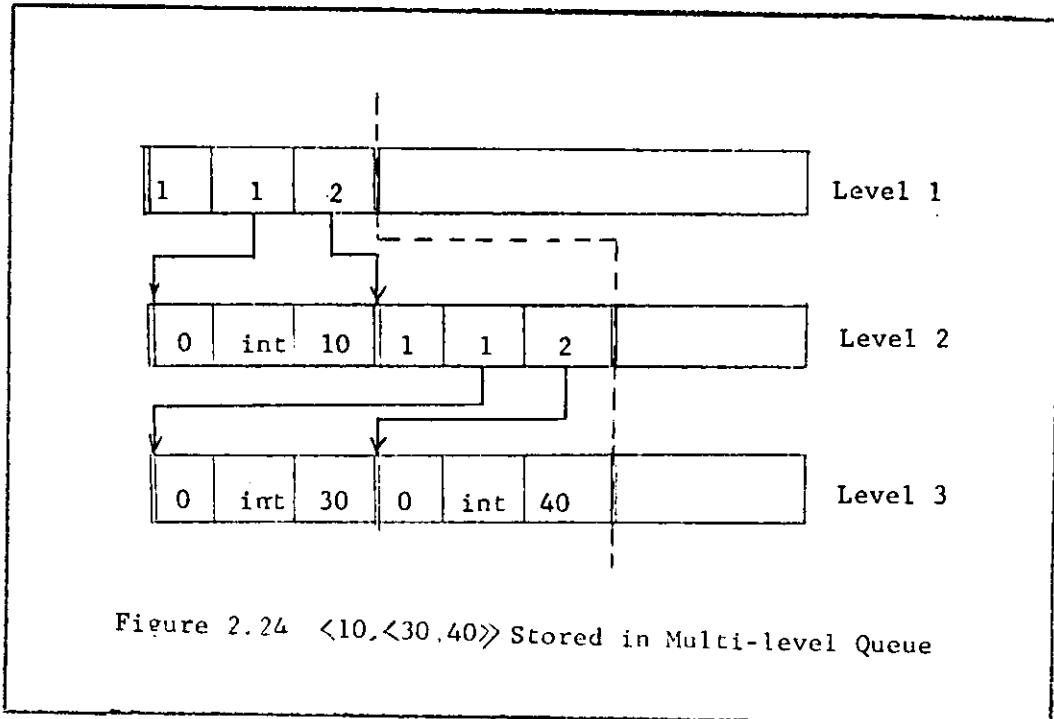 1 1 2 Level 1
0 int 10 1 1 2 Level 2
0 int 30 0 int 40 Level 3
Figure 2.24 <10,<30,40>> Stored in Multi-level Queue